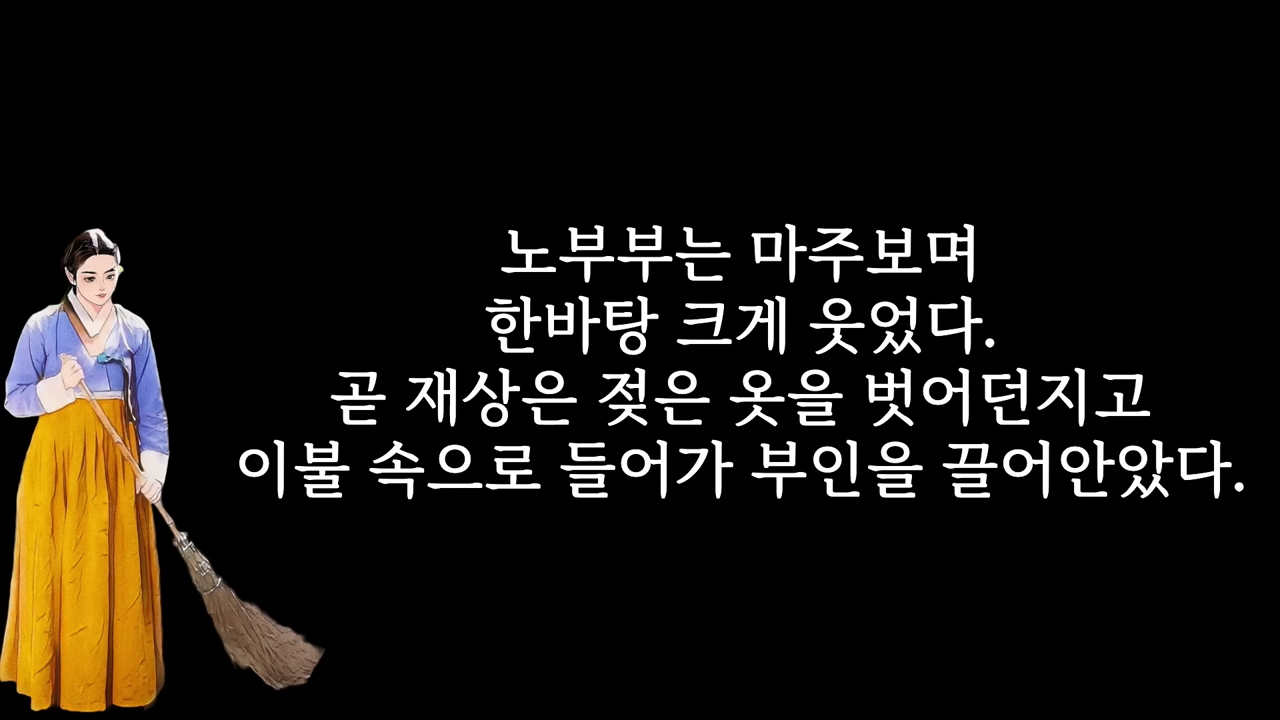 노부부는 마주보며
한바탕 크게 웃었다.
곧 재상은 젖은 옷을 벗어던지고
이불 속으로 들어가 부인을 끌어안았다.